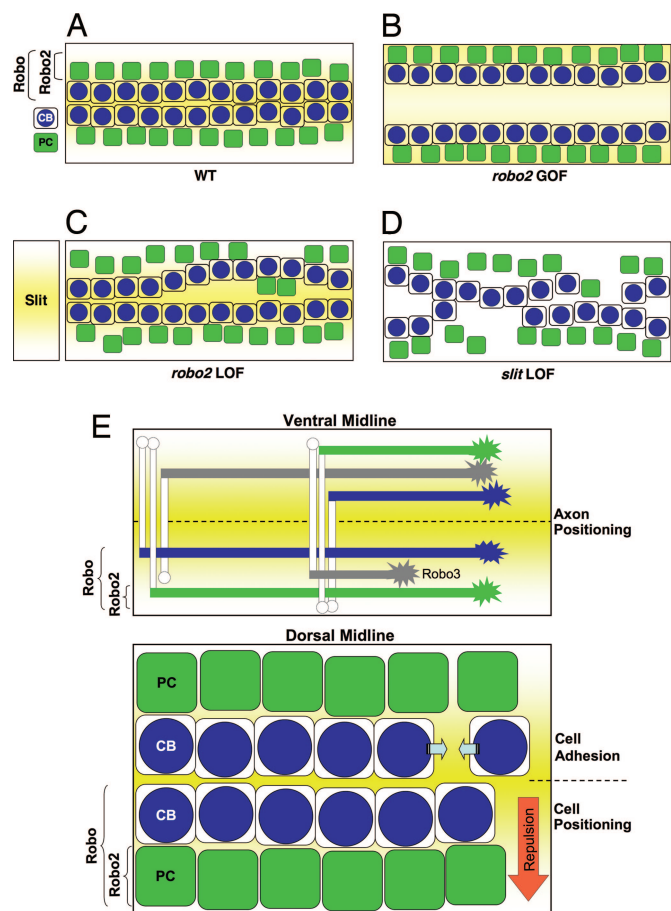 A
Robo
Robo2
CB
PC
WT
B
robo2 GOF
C
Slit
robo2 LOF
D
slit LOF
E
Ventral Midline
Axon
Positioning
Robo
Robo2
Robo3
Dorsal Midline
PC
CB
Cell
Adhesion
CB
Cell
Positioning
Robo
Robo2
PC
Repulsion